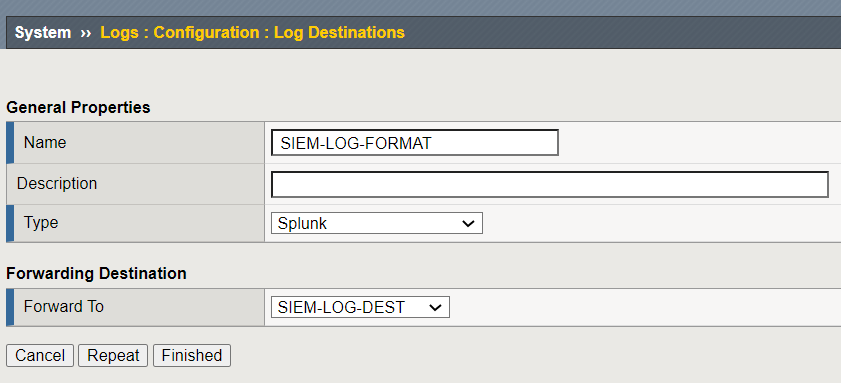 System ›› Logs : Configuration : Log Destinations
General Properties
Name SIEM-LOG-FORMAT
Description
Type Splunk
Forwarding Destination
Forward To SIEM-LOG-DEST
Cancel Repeat Finished